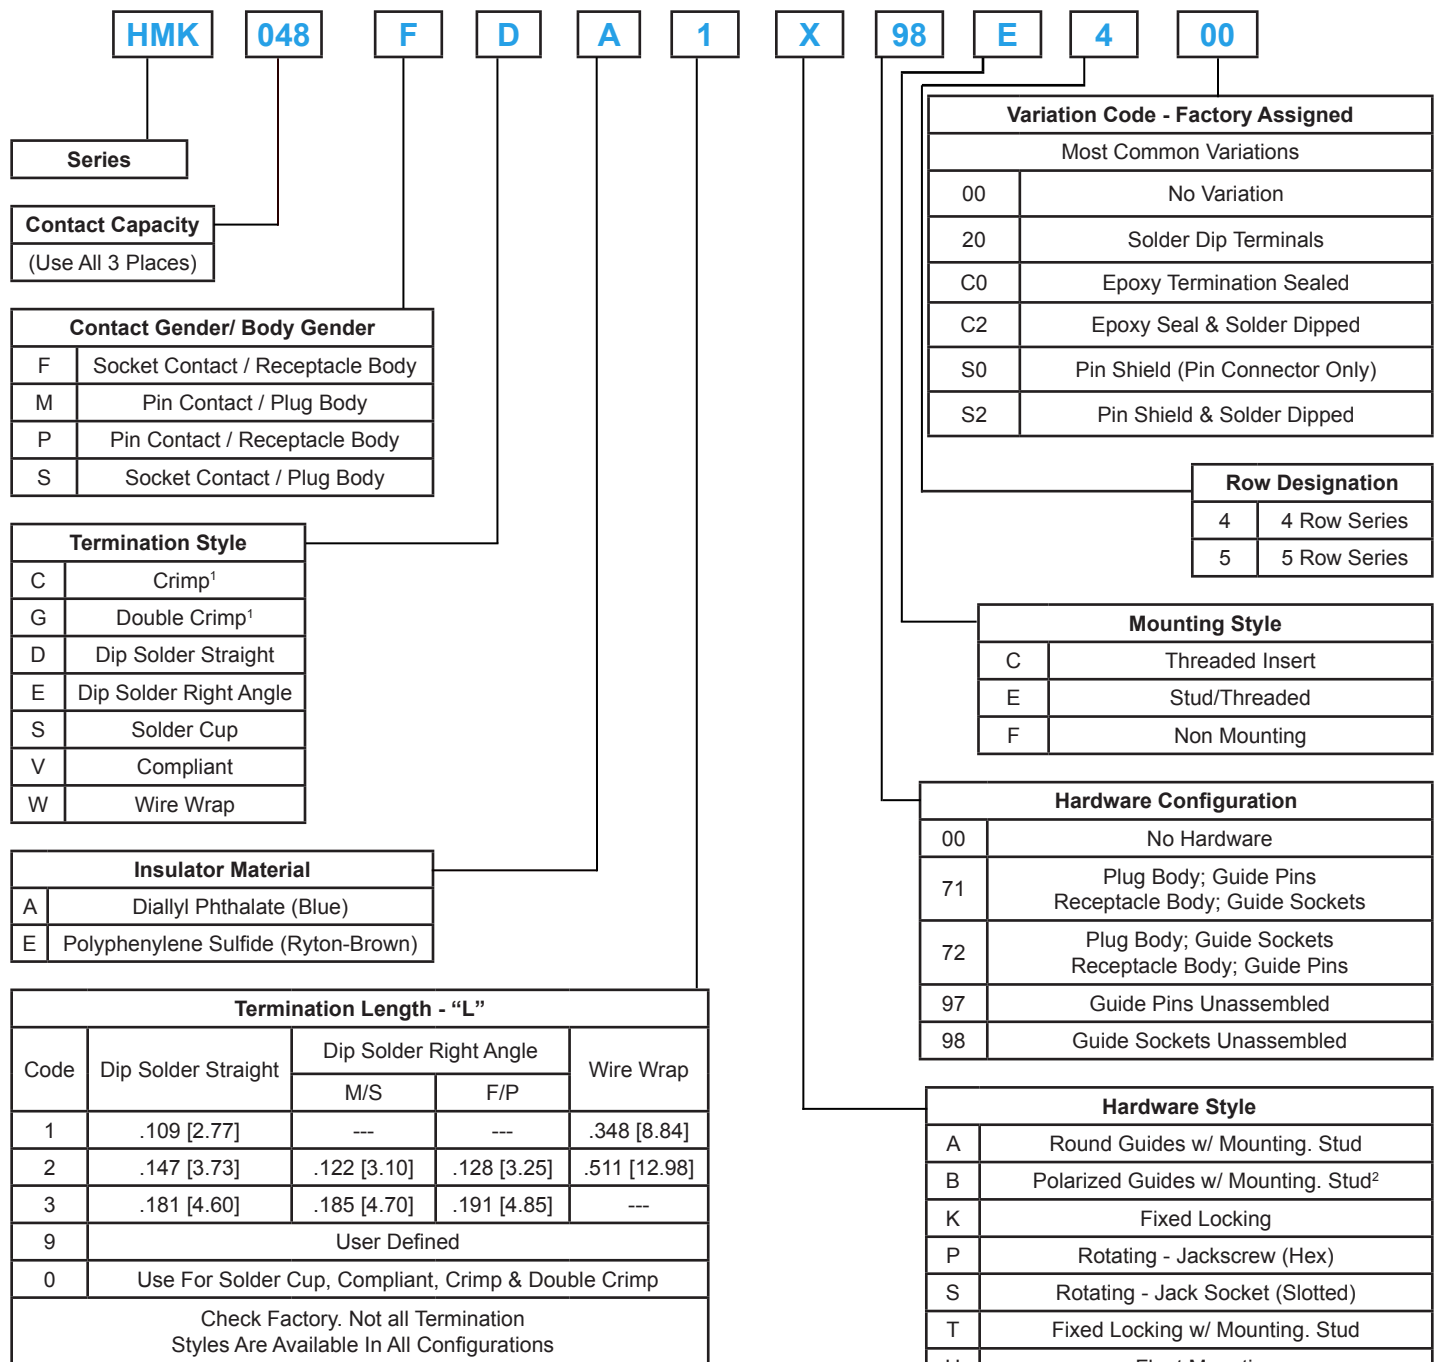 HMK 048 F D A 1 X 98 E 4 00
Series
Contact Capacity
(Use All 3 Places)
Contact Gender/ Body Gender
F Socket Contact / Receptacle Body
M Pin Contact / Plug Body
P Pin Contact / Receptacle Body
S Socket Contact / Plug Body
Termination Style
C Crimp¹
G Double Crimp¹
D Dip Solder Straight
E Dip Solder Right Angle
S Solder Cup
V Compliant
W Wire Wrap
Insulator Material
A Diallyl Phthalate (Blue)
E Polyphenylene Sulfide (Ryton-Brown)
Termination Length - “L”
Code Dip Solder Straight Dip Solder Right Angle Wire Wrap
M/S F/P
1 .109 [2.77] --- --- .348 [8.84]
2 .147 [3.73] .122 [3.10] .128 [3.25] .511 [12.98]
3 .181 [4.60] .185 [4.70] .191 [4.85] ---
9 User Defined
0 Use For Solder Cup, Compliant, Crimp & Double Crimp
Check Factory. Not all Termination
Styles Are Available In All Configurations
Variation Code - Factory Assigned
Most Common Variations
00 No Variation
20 Solder Dip Terminals
C0 Epoxy Termination Sealed
C2 Epoxy Seal & Solder Dipped
S0 Pin Shield (Pin Connector Only)
S2 Pin Shield & Solder Dipped
Row Designation
4 4 Row Series
5 5 Row Series
Mounting Style
C Threaded Insert
E Stud/Threaded
F Non Mounting
Hardware Configuration
00 No Hardware
71 Plug Body; Guide Pins
Receptacle Body; Guide Sockets
72 Plug Body; Guide Sockets
Receptacle Body; Guide Pins
97 Guide Pins Unassembled
98 Guide Sockets Unassembled
Hardware Style
A Round Guides w/ Mounting. Stud
B Polarized Guides w/ Mounting. Stud²
K Fixed Locking
P Rotating - Jackscrew (Hex)
S Rotating - Jack Socket (Slotted)
T Fixed Locking w/ Mounting. Stud